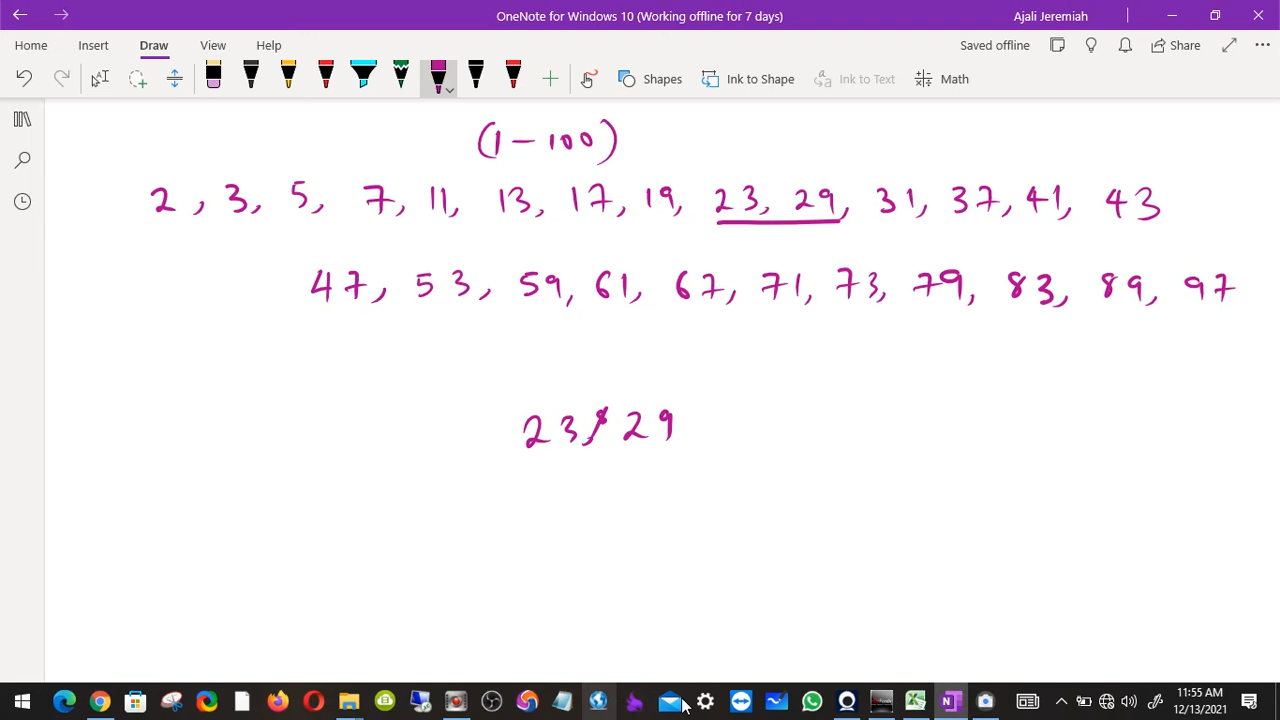 OneNote for Windows 10 (Working offline for 7 days)
Ajali Jeremiah
Home Insert Draw View Help
Saved offline
Share
Shapes
Ink to Shape
Ink to Text
Math
(1 - 100)
2, 3, 5, 7, 11, 13, 17, 19, 23, 29, 31, 37, 41, 43
47, 53, 59, 61, 67, 71, 73, 79, 83, 89, 97
23, 29
11:55 AM
12/13/2021